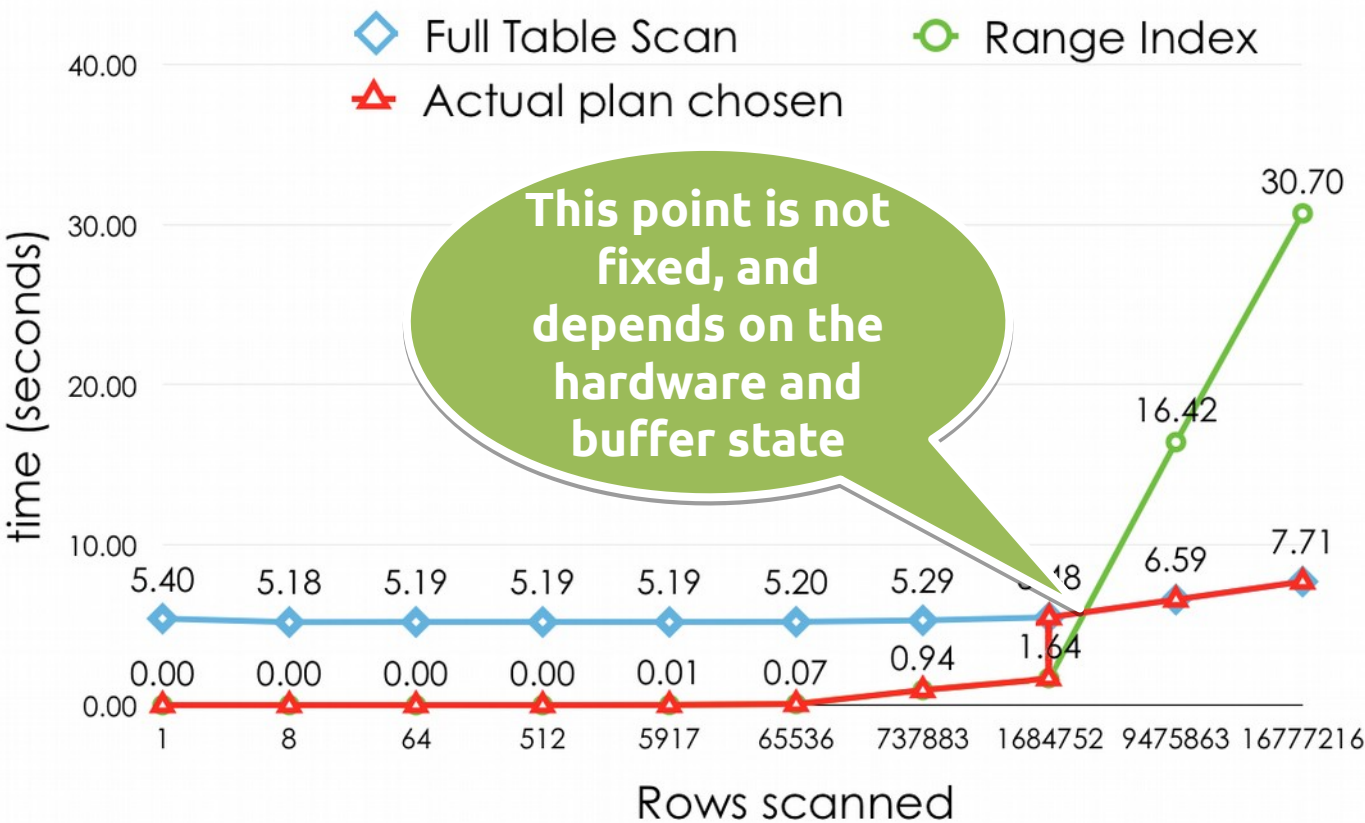 Full Table Scan
Range Index
Actual plan chosen
40.00
30.00
20.00
10.00
0.00
time (seconds)
This point is not
fixed, and
depends on the
hardware and
buffer state
30.70
16.42
5.40 5.18 5.19 5.19 5.19 5.20 5.29 6.59 7.71
0.00 0.00 0.00 0.00 0.01 0.07 0.94 1.64
1 8 64 512 5917 65536 737883 1684752 9475863 16777216
Rows scanned